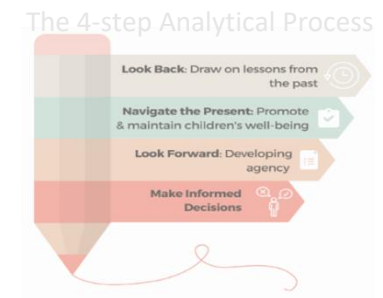 The 4-step Analytical Process
Look Back: Draw on lessons from
the past
Navigate the Present: Promote
& maintain children's well-being
Look Forward: Developing
agency
Make Informed
Decisions